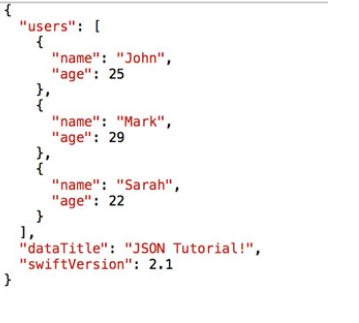 {
  "users": [
    {
      "name": "John",
      "age": 25
    },
    {
      "name": "Mark",
      "age": 29
    },
    {
      "name": "Sarah",
      "age": 22
    }
  ],
  "dataTitle": "JSON Tutorial!",
  "swiftVersion": 2.1
}